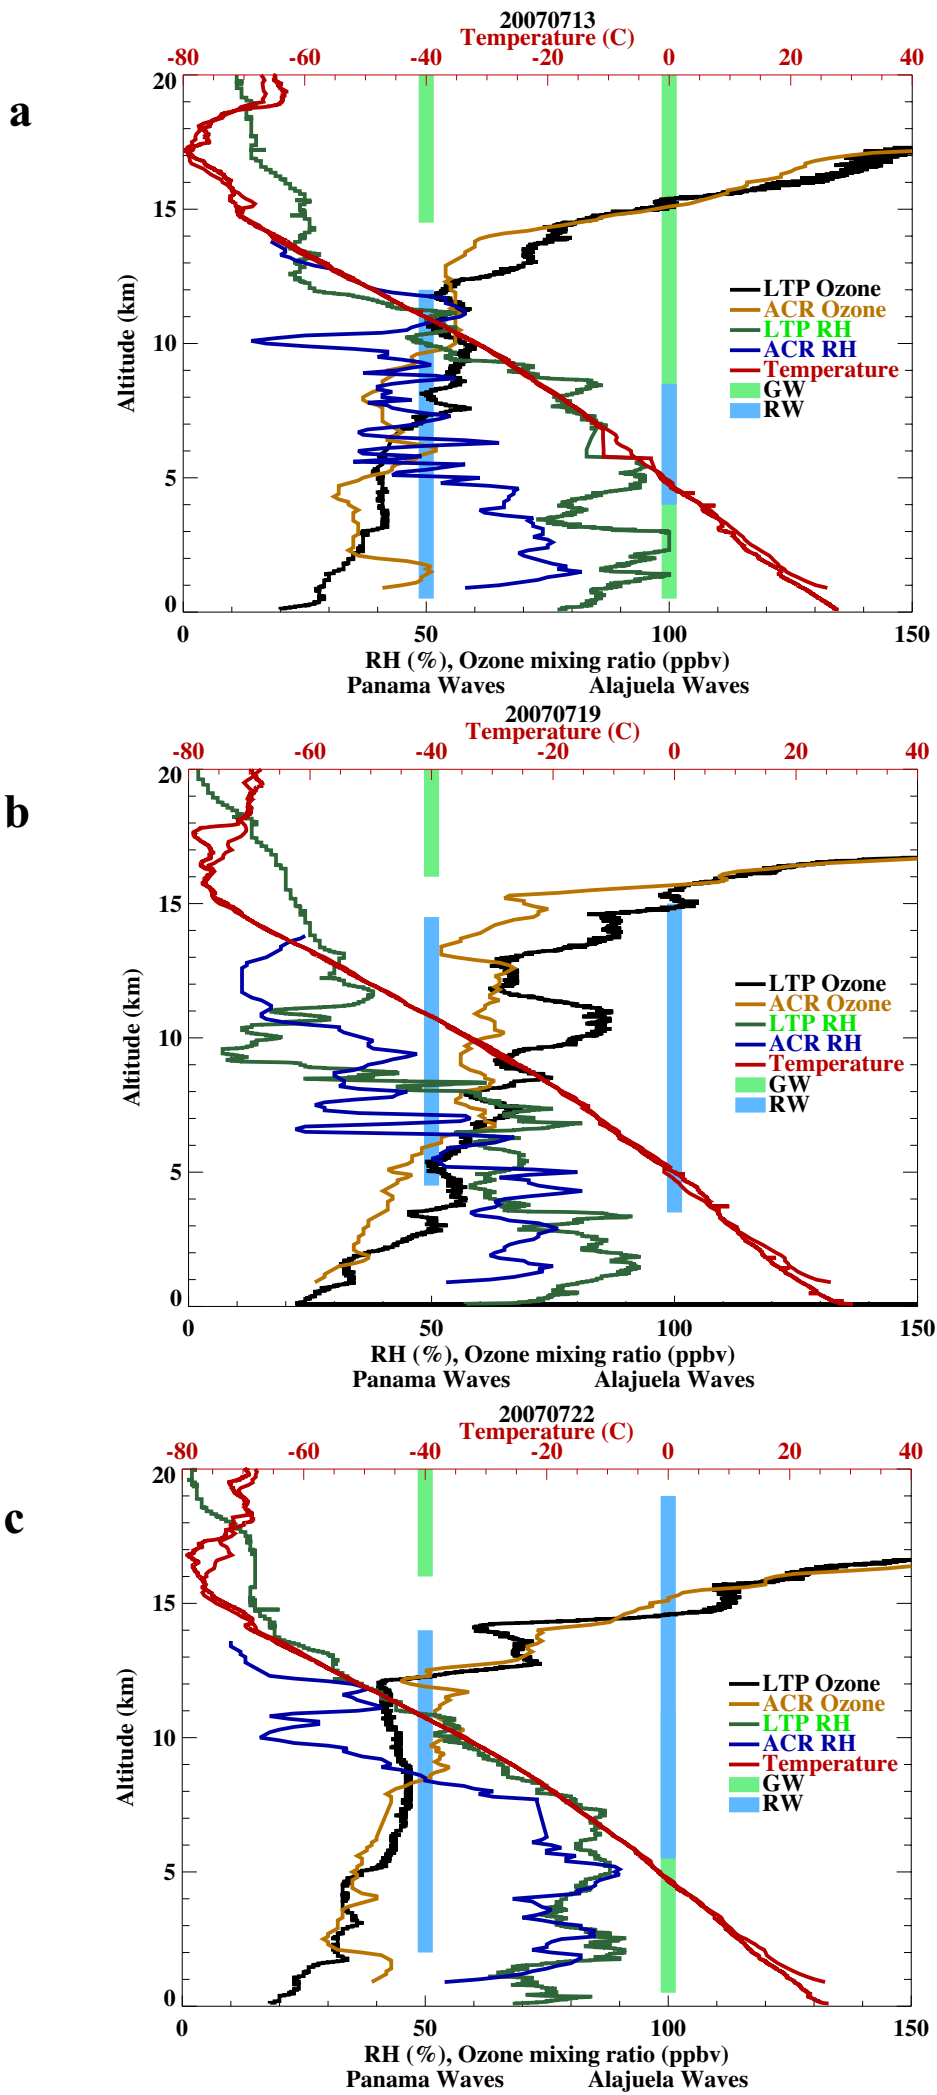 20070713
Temperature (C)
-80 -60 -40 -20 0 20 40
a
20
15
10
5
0
Altitude (km)
LTP Ozone
ACR Ozone
LTP RH
ACR RH
Temperature
GW
RW
0 50 100 150
RH (%), Ozone mixing ratio (ppbv)
Panama Waves Alajuela Waves
20070719
Temperature (C)
-80 -60 -40 -20 0 20 40
b
20
15
10
5
0
Altitude (km)
LTP Ozone
ACR Ozone
LTP RH
ACR RH
Temperature
GW
RW
0 50 100 150
RH (%), Ozone mixing ratio (ppbv)
Panama Waves Alajuela Waves
20070722
Temperature (C)
-80 -60 -40 -20 0 20 40
c
20
15
10
5
0
Altitude (km)
LTP Ozone
ACR Ozone
LTP RH
ACR RH
Temperature
GW
RW
0 50 100 150
RH (%), Ozone mixing ratio (ppbv)
Panama Waves Alajuela Waves